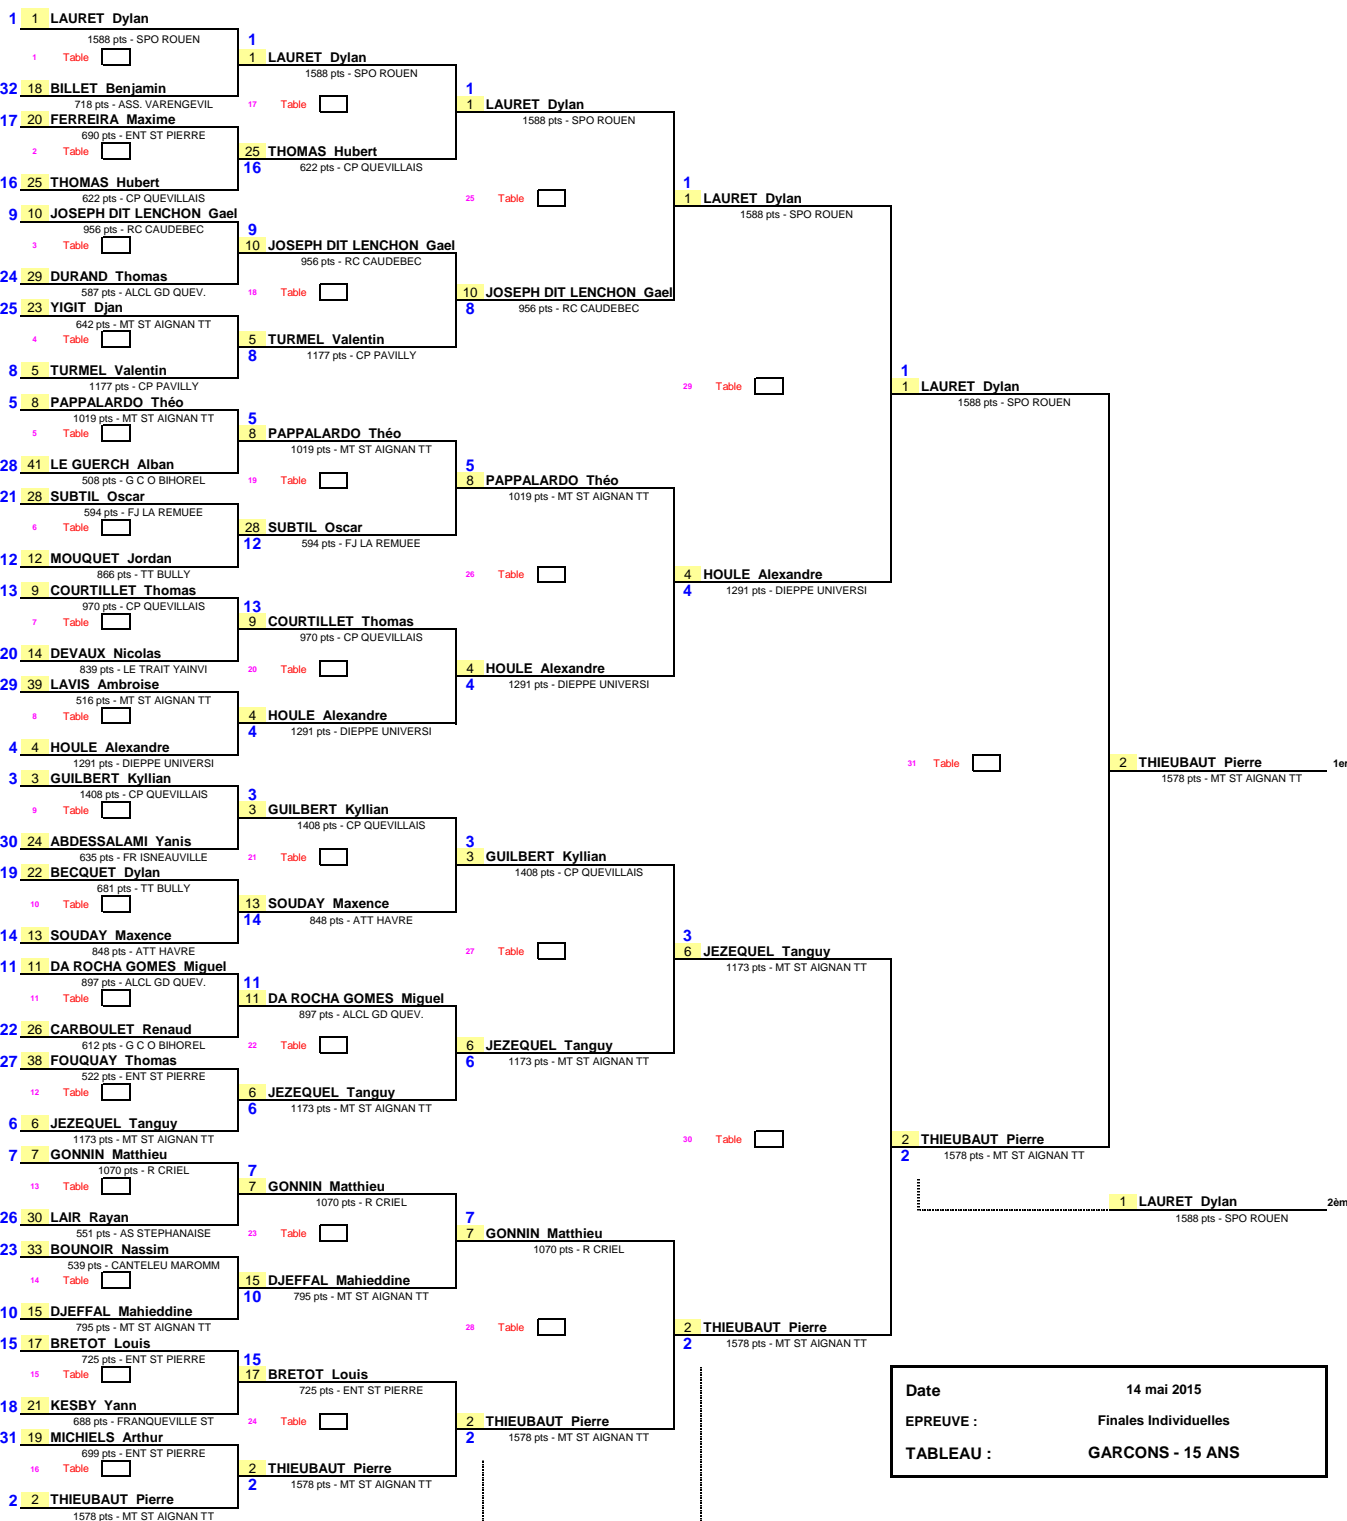 1 1 LAURET Dylan
1588 pts - SPO ROUEN
1 Table
32 18 BILLET Benjamin
718 pts - ASS. VARENGEVIL
17 20 FERREIRA Maxime
690 pts - ENT ST PIERRE
2 Table
16 25 THOMAS Hubert
622 pts - CP QUEVILLAIS
9 10 JOSEPH DIT LENCHON Gael
956 pts - RC CAUDEBEC
3 Table
24 29 DURAND Thomas
587 pts - ALCL GD QUEV.
25 23 YIGIT Djan
642 pts - MT ST AIGNAN TT
4 Table
8 5 TURMEL Valentin
1177 pts - CP PAVILLY
5 8 PAPPALARDO Théo
1019 pts - MT ST AIGNAN TT
5 Table
28 41 LE GUERCH Alban
508 pts - G C O BIHOREL
21 28 SUBTIL Oscar
594 pts - FJ LA REMUEE
6 Table
12 12 MOUQUET Jordan
866 pts - TT BULLY
13 9 COURTILLET Thomas
970 pts - CP QUEVILLAIS
7 Table
20 14 DEVAUX Nicolas
839 pts - LE TRAIT YAINVI
29 39 LAVIS Ambroise
516 pts - MT ST AIGNAN TT
8 Table
4 4 HOULE Alexandre
1291 pts - DIEPPE UNIVERSI
3 3 GUILBERT Kyllian
1408 pts - CP QUEVILLAIS
9 Table
30 24 ABDESSALAMI Yanis
635 pts - FR ISNEAUVILLE
19 22 BECQUET Dylan
681 pts - TT BULLY
10 Table
14 13 SOUDAY Maxence
848 pts - ATT HAVRE
11 11 DA ROCHA GOMES Miguel
897 pts - ALCL GD QUEV.
11 Table
22 26 CARBOULET Renaud
612 pts - G C O BIHOREL
27 38 FOUQUAY Thomas
522 pts - ENT ST PIERRE
12 Table
6 6 JEZEQUEL Tanguy
1173 pts - MT ST AIGNAN TT
7 7 GONNIN Matthieu
1070 pts - R CRIEL
13 Table
26 30 LAIR Rayan
551 pts - AS STEPHANAISE
23 33 BOUNOIR Nassim
539 pts - CANTELEU MAROMM
14 Table
10 15 DJEFFAL Mahieddine
795 pts - MT ST AIGNAN TT
15 17 BRETOT Louis
725 pts - ENT ST PIERRE
15 Table
18 21 KESBY Yann
688 pts - FRANQUEVILLE ST
31 19 MICHIELS Arthur
699 pts - ENT ST PIERRE
16 Table
2 2 THIEUBAUT Pierre
1578 pts - MT ST AIGNAN TT
1
1 LAURET Dylan
1588 pts - SPO ROUEN
17 Table
25 THOMAS Hubert
16 622 pts - CP QUEVILLAIS
9
10 JOSEPH DIT LENCHON Gael
956 pts - RC CAUDEBEC
18 Table
5 TURMEL Valentin
8 1177 pts - CP PAVILLY
5
8 PAPPALARDO Théo
1019 pts - MT ST AIGNAN TT
19 Table
28 SUBTIL Oscar
12 594 pts - FJ LA REMUEE
13
9 COURTILLET Thomas
970 pts - CP QUEVILLAIS
20 Table
4 HOULE Alexandre
4 1291 pts - DIEPPE UNIVERSI
3
3 GUILBERT Kyllian
1408 pts - CP QUEVILLAIS
21 Table
13 SOUDAY Maxence
14 848 pts - ATT HAVRE
11
11 DA ROCHA GOMES Miguel
897 pts - ALCL GD QUEV.
22 Table
6 JEZEQUEL Tanguy
6 1173 pts - MT ST AIGNAN TT
7
7 GONNIN Matthieu
1070 pts - R CRIEL
23 Table
15 DJEFFAL Mahieddine
10 795 pts - MT ST AIGNAN TT
15
17 BRETOT Louis
725 pts - ENT ST PIERRE
24 Table
2 THIEUBAUT Pierre
2 1578 pts - MT ST AIGNAN TT
1
1 LAURET Dylan
1588 pts - SPO ROUEN
25 Table
10 JOSEPH DIT LENCHON Gael
8 956 pts - RC CAUDEBEC
5
8 PAPPALARDO Théo
1019 pts - MT ST AIGNAN TT
26 Table
4 HOULE Alexandre
4 1291 pts - DIEPPE UNIVERSI
3
3 GUILBERT Kyllian
1408 pts - CP QUEVILLAIS
27 Table
6 JEZEQUEL Tanguy
6 1173 pts - MT ST AIGNAN TT
7
7 GONNIN Matthieu
1070 pts - R CRIEL
28 Table
2 THIEUBAUT Pierre
2 1578 pts - MT ST AIGNAN TT
1
1 LAURET Dylan
1588 pts - SPO ROUEN
29 Table
4 HOULE Alexandre
4 1291 pts - DIEPPE UNIVERSI
3
6 JEZEQUEL Tanguy
1173 pts - MT ST AIGNAN TT
30 Table
2 THIEUBAUT Pierre
2 1578 pts - MT ST AIGNAN TT
1
1 LAURET Dylan
1588 pts - SPO ROUEN
31 Table
2 THIEUBAUT Pierre
2 1578 pts - MT ST AIGNAN TT
2 THIEUBAUT Pierre 1er
1578 pts - MT ST AIGNAN TT
1 LAURET Dylan 2èm
1588 pts - SPO ROUEN
Date 14 mai 2015
EPREUVE : Finales Individuelles
TABLEAU : GARCONS - 15 ANS